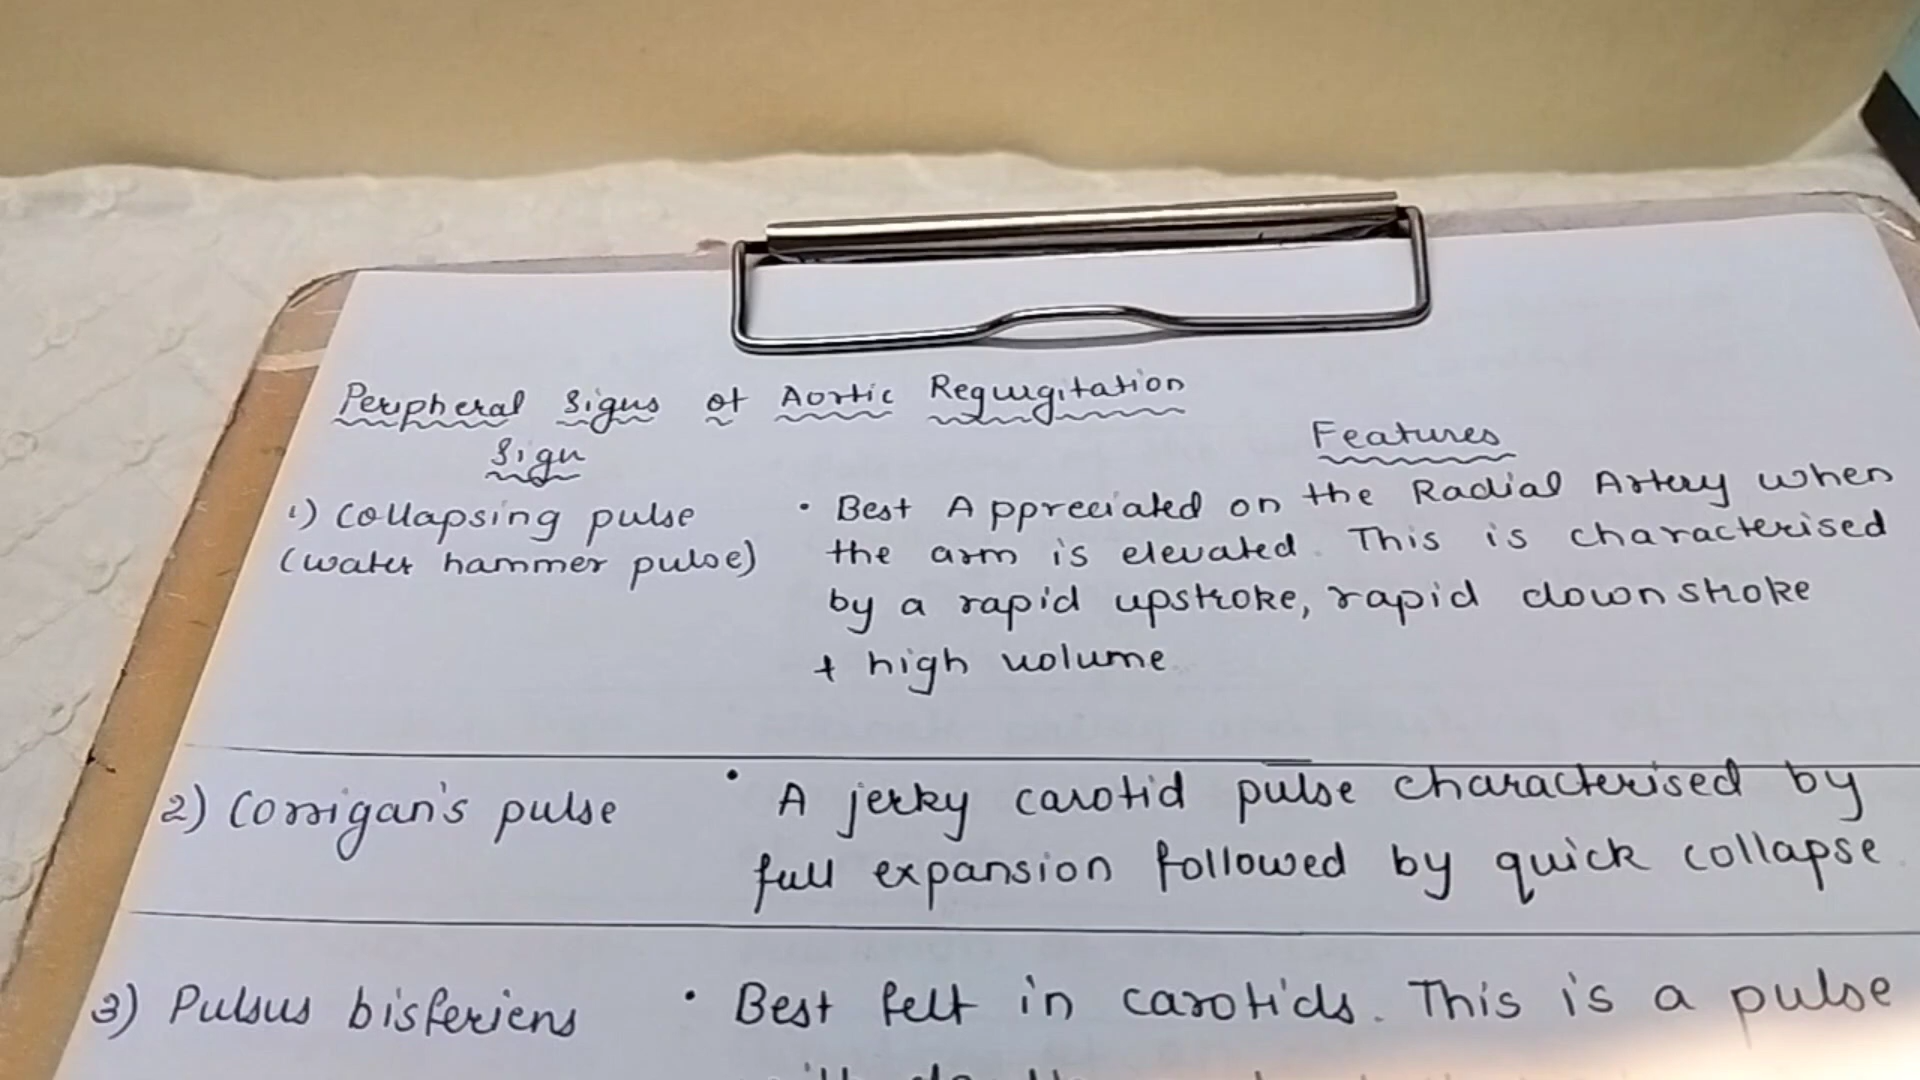 Peripheral Signs of Aortic Regurgitation
Sign Features
1) Collapsing pulse • Best Appreciated on the Radial Artery when
(water hammer pulse) the arm is elevated. This is characterised
by a rapid upstroke, rapid downstroke
+ high volume
2) Corrigan's pulse • A jerky carotid pulse characterised by
full expansion followed by quick collapse.
3) Pulsus bisferiens • Best felt in carotids. This is a pulse